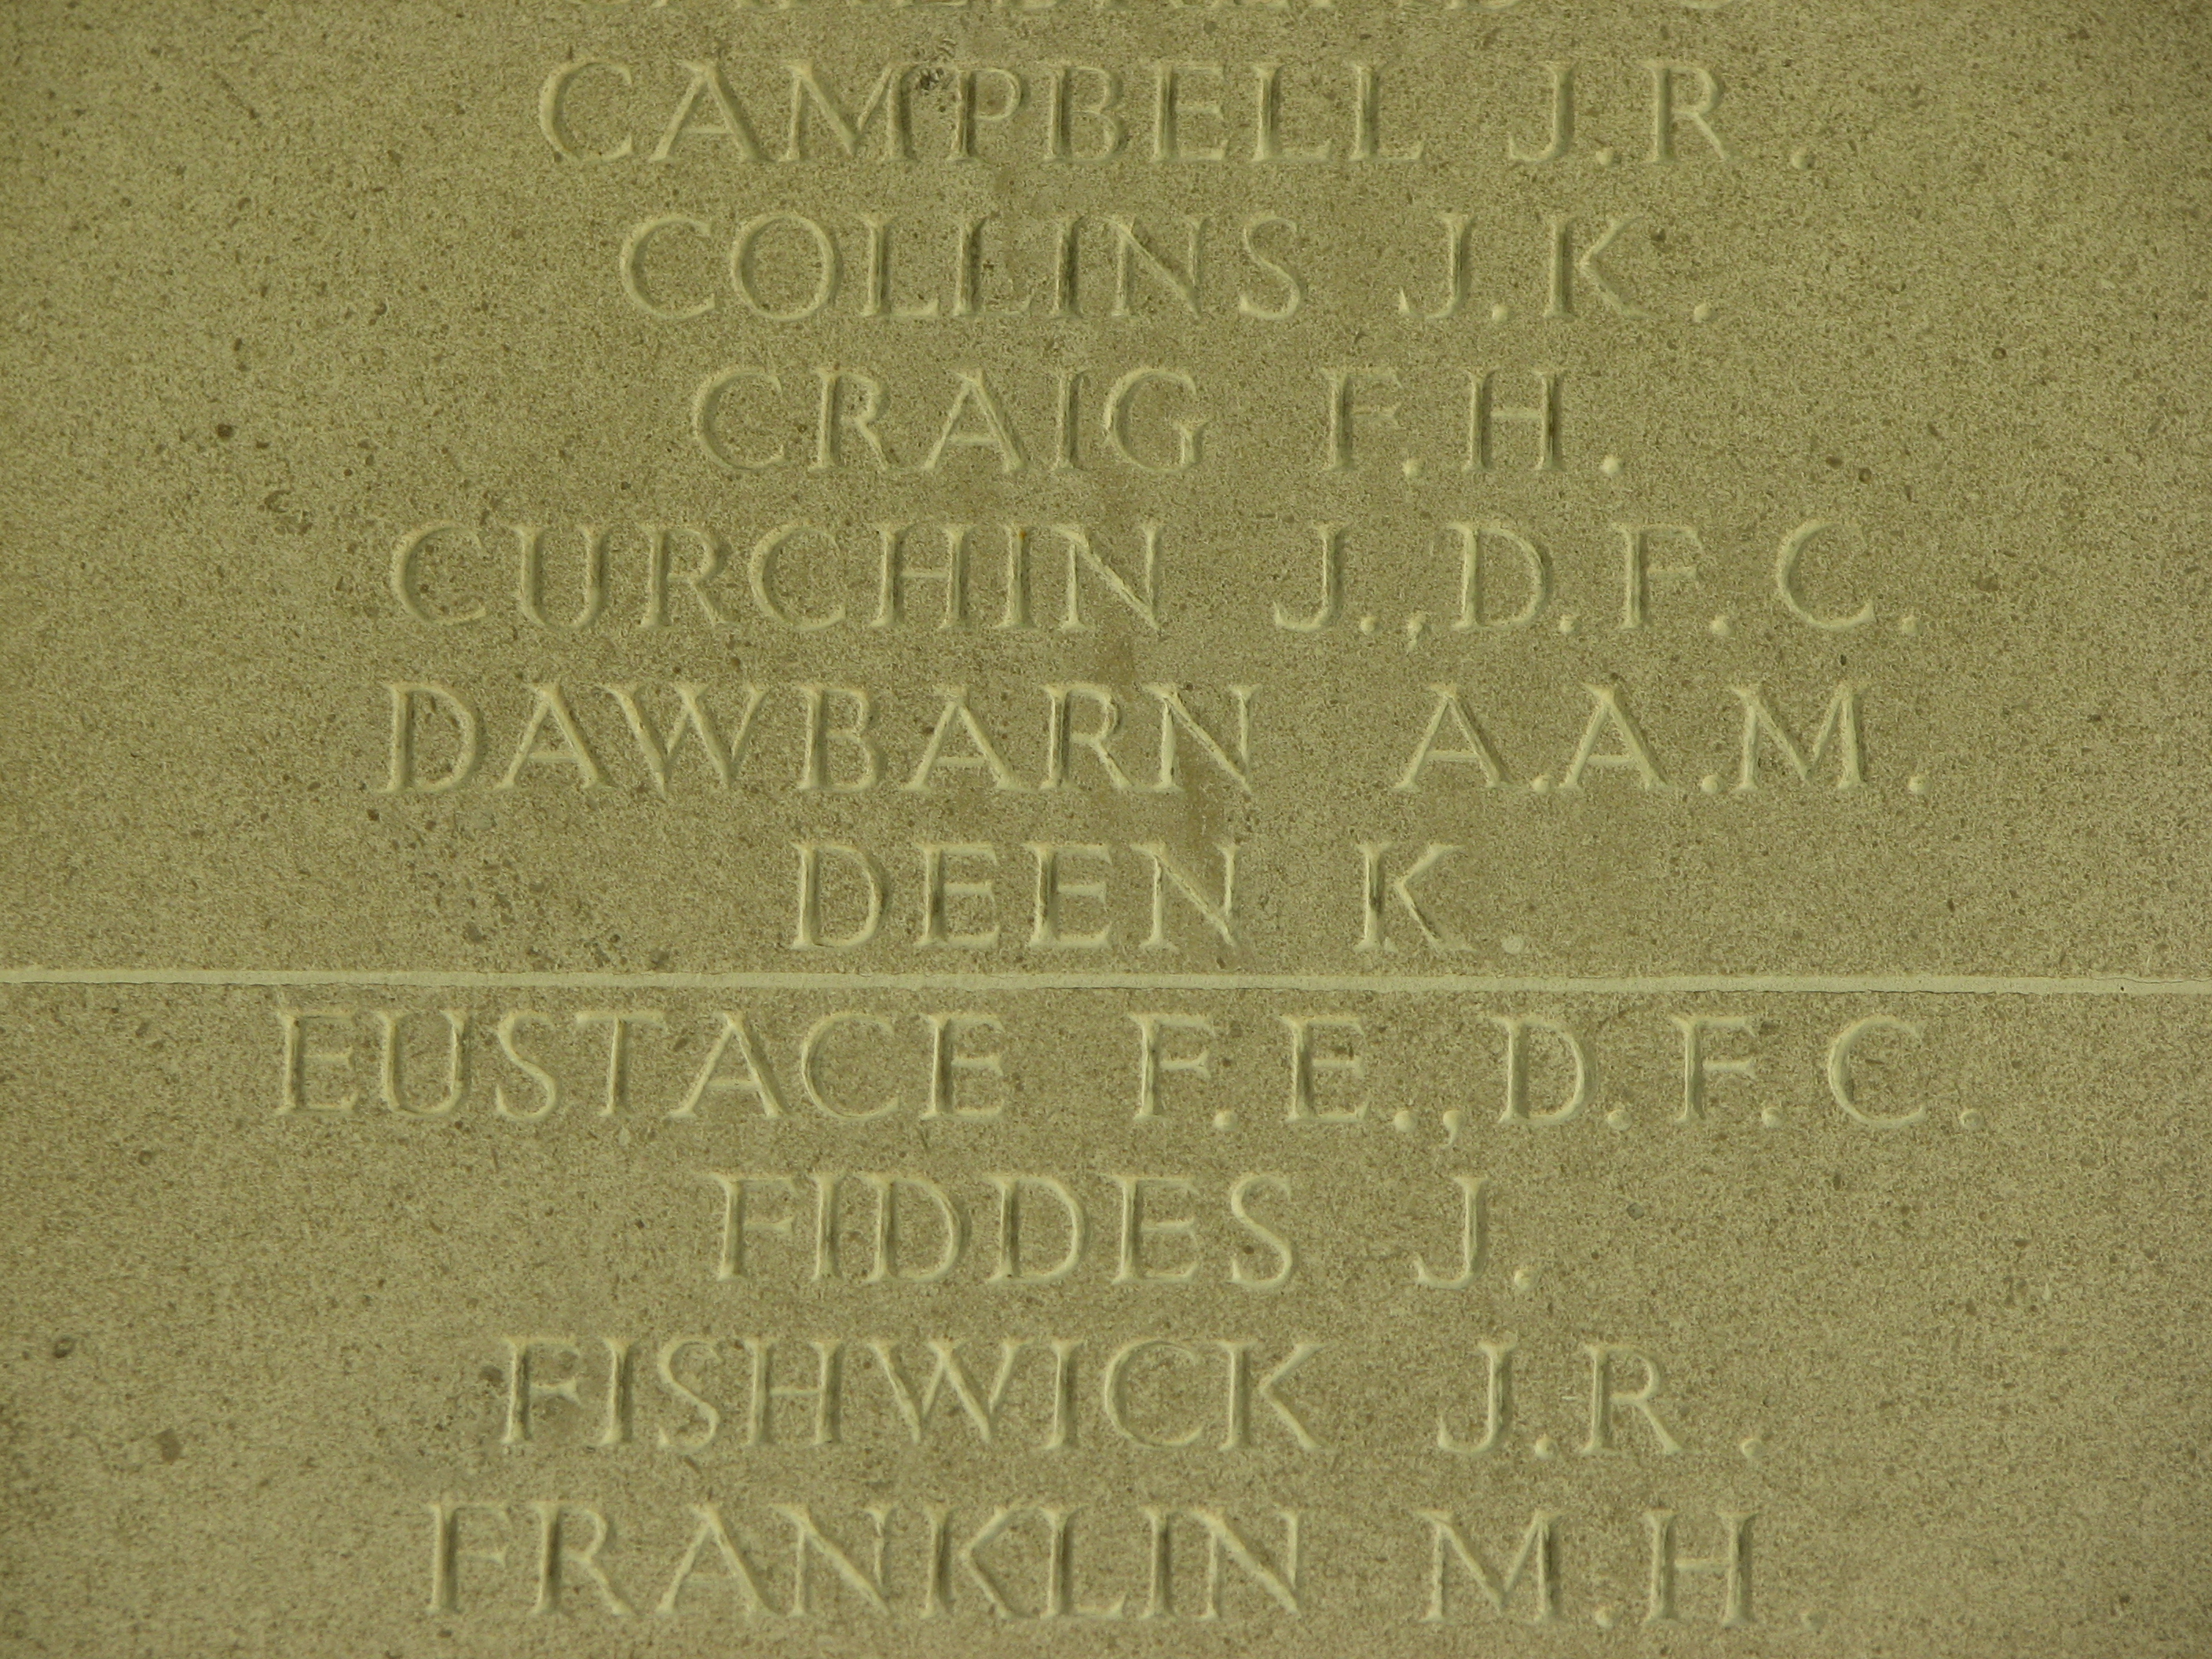 CAMPBELL J.R.
COLLINS J.K.
CRAIG F.H.
CURCHIN J.,D.F.C.
DAWBARN A.A.M.
DEEN K.
EUSTACE F.E.,D.F.C.
FIDDES J.
FISHWICK J.R.
FRANKLIN M.H.